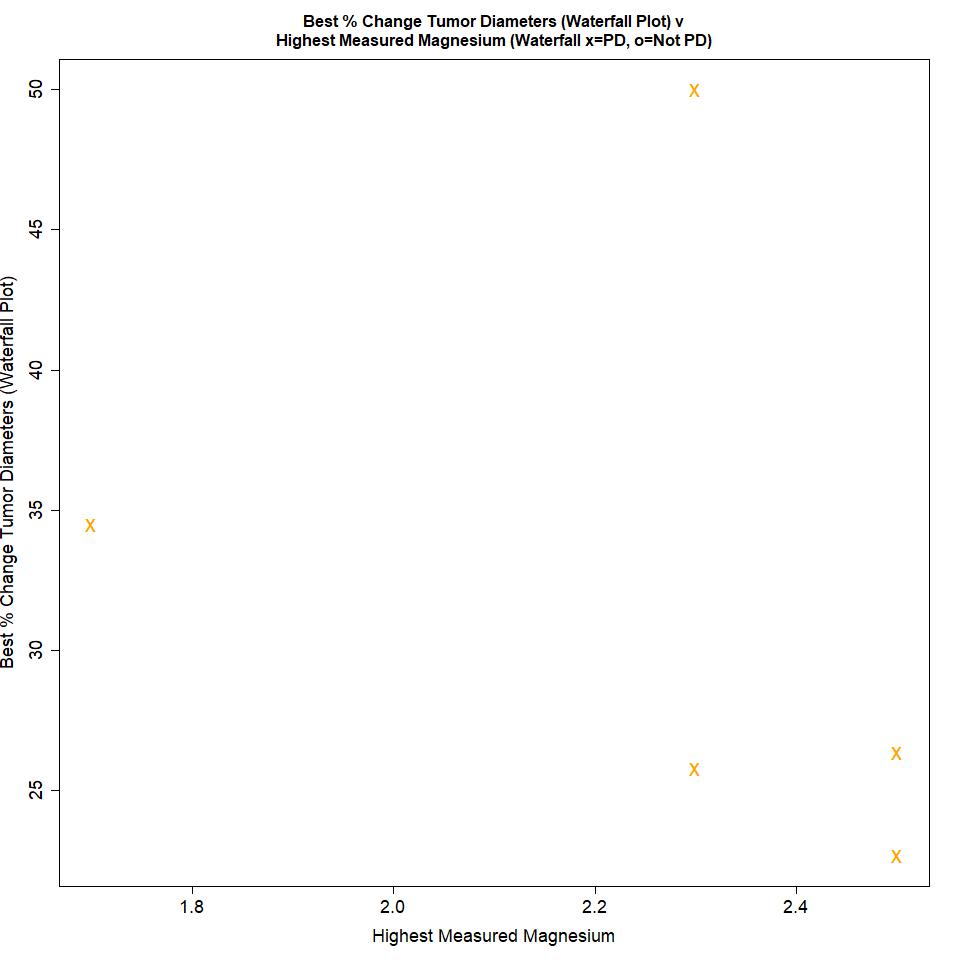 Best % Change Tumor Diameters (Waterfall Plot) v
Highest Measured Magnesium (Waterfall x=PD, o=Not PD)
Best % Change Tumor Diameters (Waterfall Plot)
50
45
40
35
30
25
X
X
X
X
X
1.8
2.0
2.2
2.4
Highest Measured Magnesium